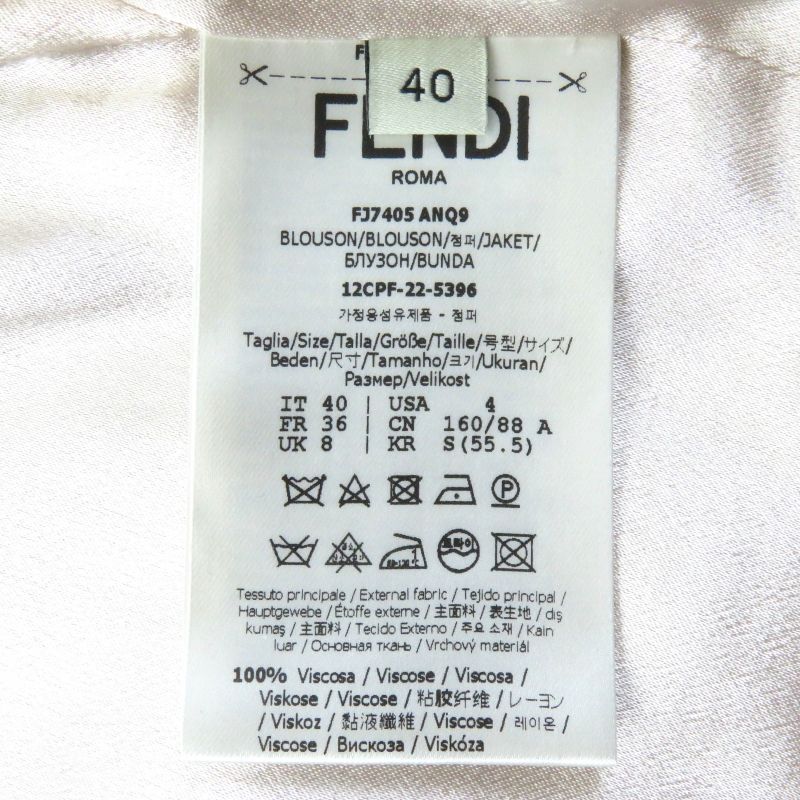 40
FENDI
ROMA
FJ7405 ANQ9
BLOUSON/BLOUSON/점퍼/JAKET/
БЛУЗОН/BUNDA
12CPF-22-5396
가정용섬유제품 - 점퍼
Taglia/Size/Talla/Größe/Taille/号型/サイズ/
Beden/尺寸/Tamanho/크기/Ukuran/
Размер/Velikost
IT 40 | USA 4
FR 36 | CN 160/88 A
UK 8 | KR S(55.5)
P
드라이
Tessuto principale / External fabric / Tejido principal /
Hauptgewebe / Étoffe externe / 主面料 / 表生地 / diş
kumaş / 主面料 / Tecido Externo / 주요 소재 / Kain
luar / Основная ткань / Vrchový materiál
100% Viscosa / Viscose / Viscosa /
Viskose / Viscose / 粘胶纤维 / レーヨン
/ Viskoz / 黏液纖維 / Viscose / 레이온 /
Viscose / Вискоза / Viskóza